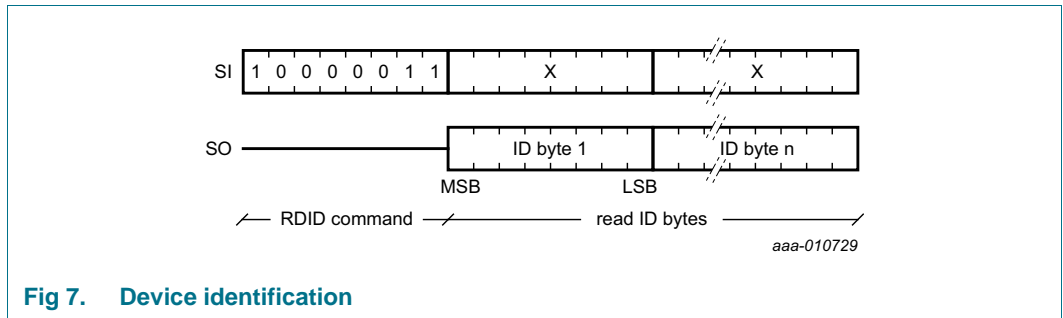 SI 1 0 0 0 0 0 1 1 X X
SO ID byte 1 ID byte n
MSB LSB
RDID command read ID bytes
aaa-010729
Fig 7. Device identification